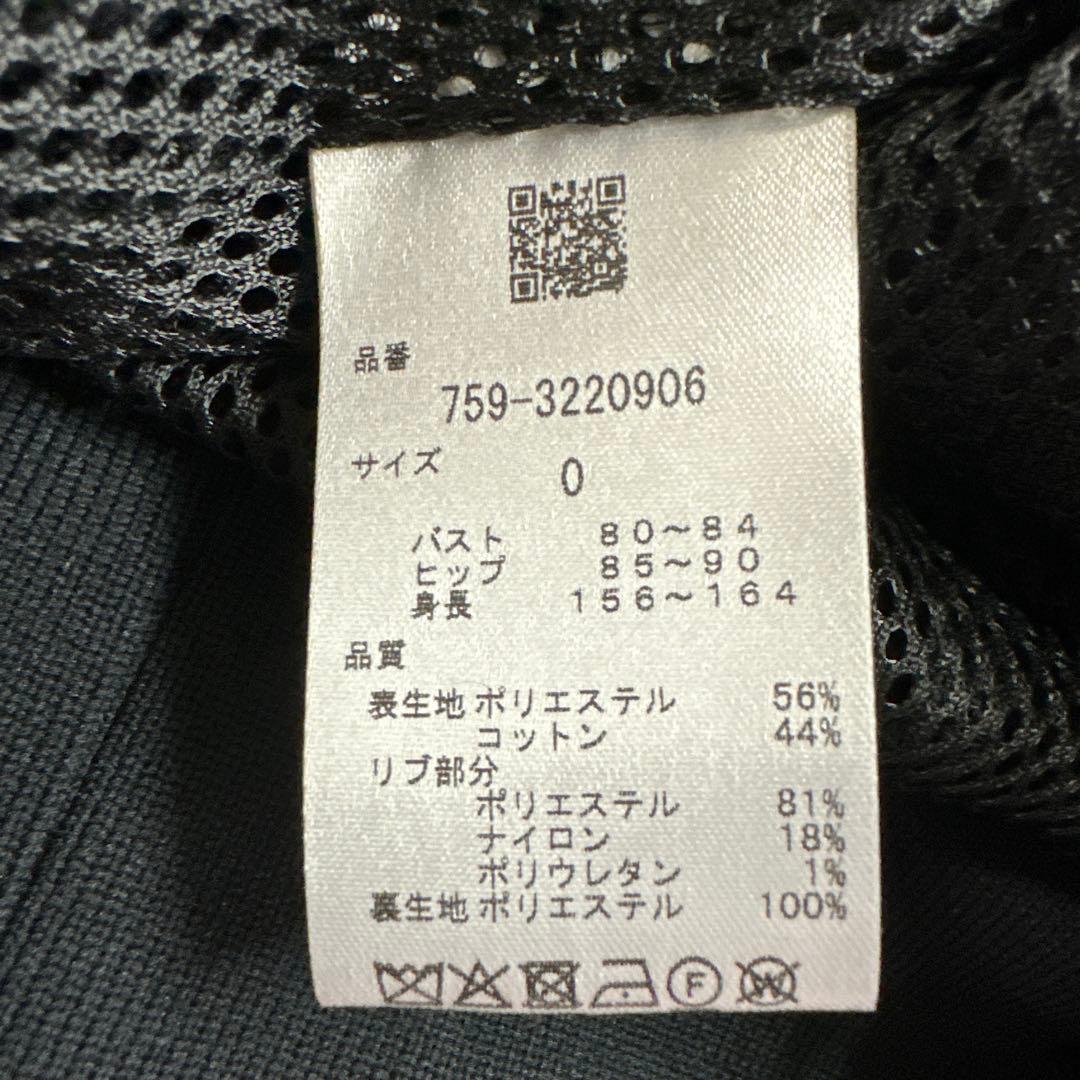 品番
759-3220906
サイズ 0
バスト 80～84
ヒップ 85～90
身長 156～164
品質
表生地 ポリエステル 56%
コットン 44%
リブ部分
ポリエステル 81%
ナイロン 18%
ポリウレタン 1%
裏生地 ポリエステル 100%
F W